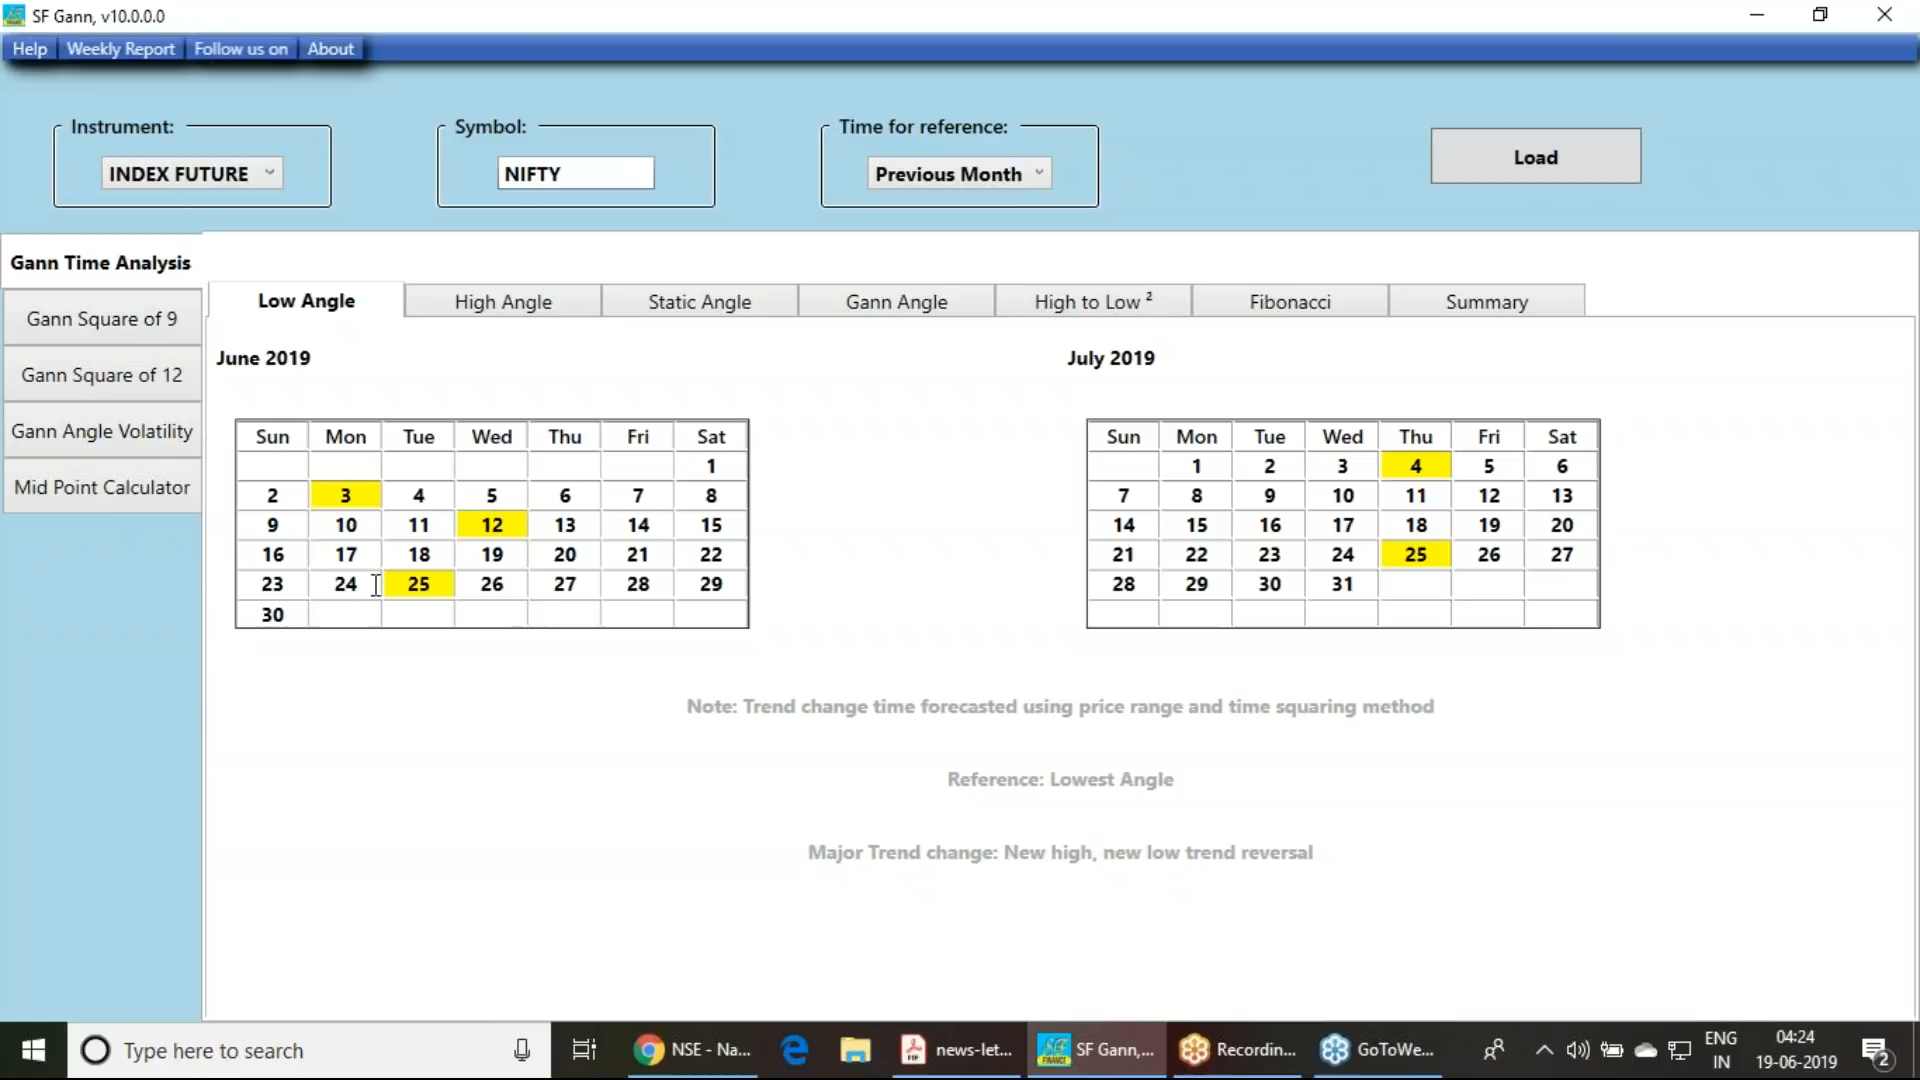 SF Gann, v10.0.0.0
Help Weekly Report Follow us on About
Instrument: Symbol: Time for reference:
INDEX FUTURE NIFTY Previous Month Load
Gann Time Analysis
Gann Square of 9
Gann Square of 12
Gann Angle Volatility
Mid Point Calculator
Low Angle High Angle Static Angle Gann Angle High to Low ² Fibonacci Summary
June 2019
Sun Mon Tue Wed Thu Fri Sat
1
2 3 4 5 6 7 8
9 10 11 12 13 14 15
16 17 18 19 20 21 22
23 24 25 26 27 28 29
30
July 2019
Sun Mon Tue Wed Thu Fri Sat
1 2 3 4 5 6
7 8 9 10 11 12 13
14 15 16 17 18 19 20
21 22 23 24 25 26 27
28 29 30 31
Note: Trend change time forecasted using price range and time squaring method
Reference: Lowest Angle
Major Trend change: New high, new low trend reversal
Type here to search
NSE - Na...
news-let...
SF Gann,...
Recordin...
GoToWe...
ENG
IN
04:24
19-06-2019
2